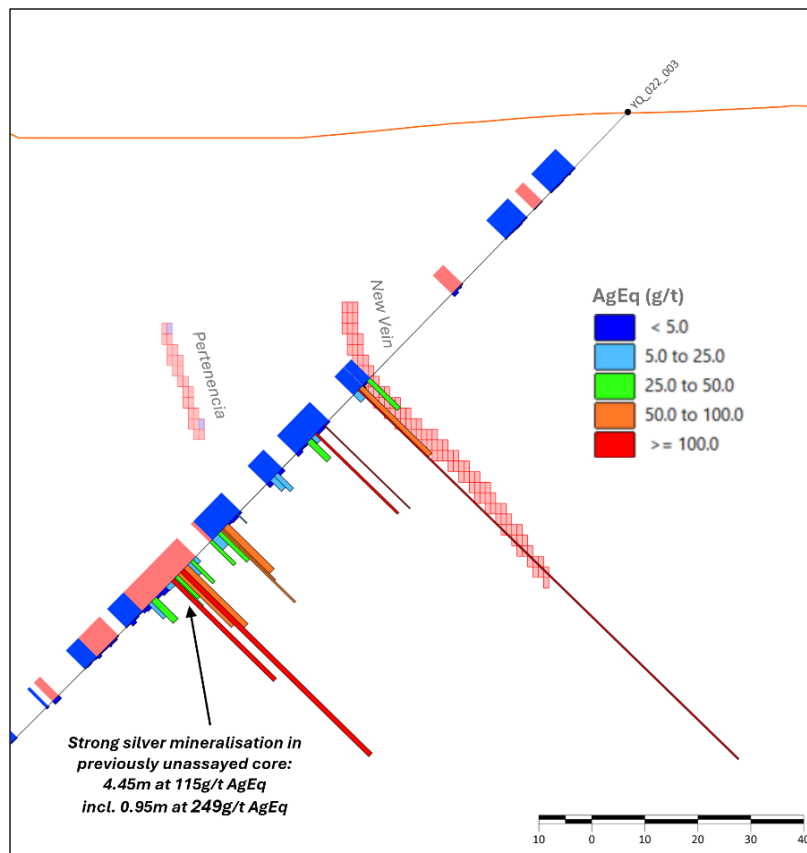 YQ_022_003
New Vein
Pertenencia
AgEq (g/t)
< 5.0
5.0 to 25.0
25.0 to 50.0
50.0 to 100.0
>= 100.0
Strong silver mineralisation in
previously unassayed core:
4.45m at 115g/t AgEq
incl. 0.95m at 249g/t AgEq
10 0 10 20 30 40